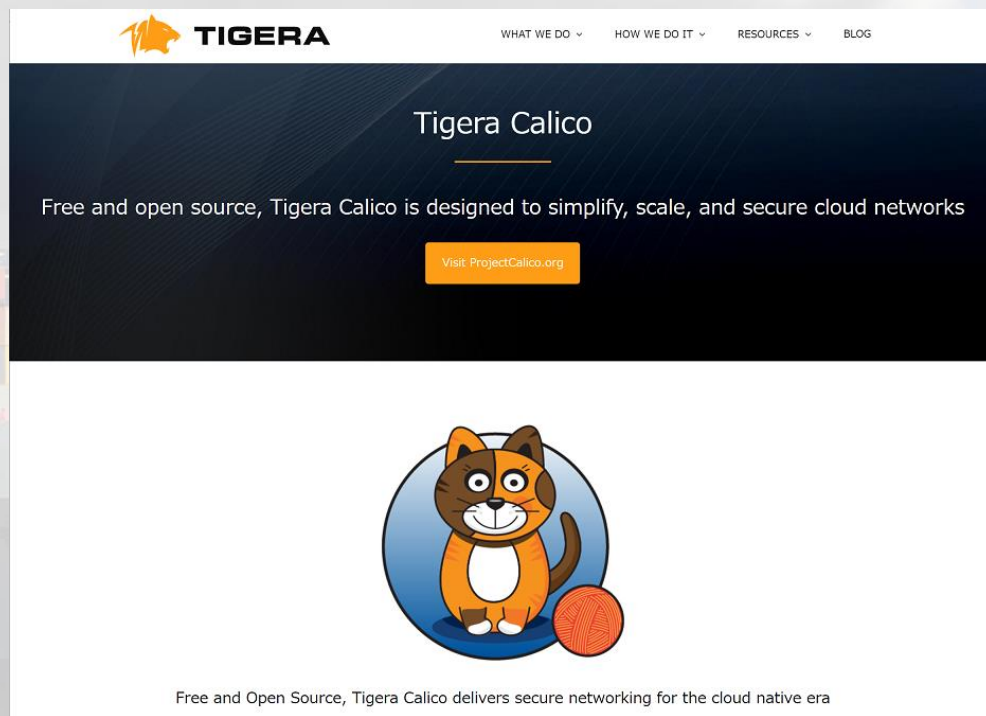 TIGERA
WHAT WE DO
HOW WE DO IT
RESOURCES
BLOG
Tigera Calico
Free and open source, Tigera Calico is designed to simplify, scale, and secure cloud networks
Visit ProjectCalico.org
Free and Open Source, Tigera Calico delivers secure networking for the cloud native era